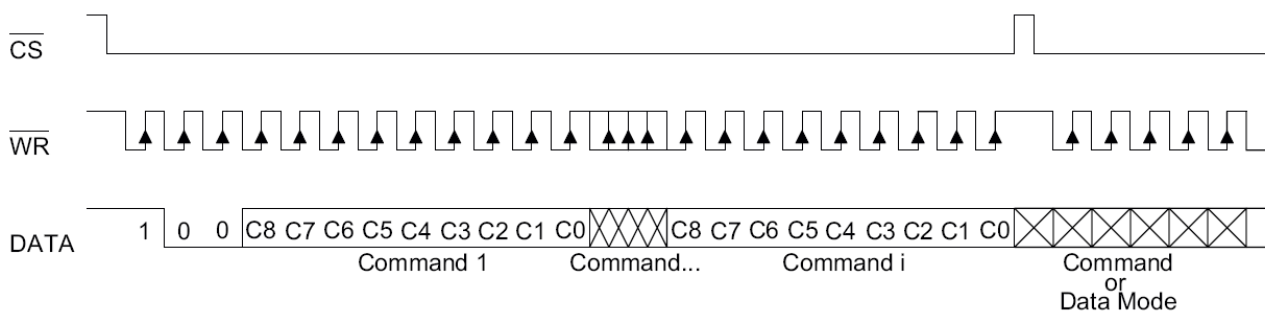 CS
WR
DATA 1 0 0 C8 C7 C6 C5 C4 C3 C2 C1 C0 C8 C7 C6 C5 C4 C3 C2 C1 C0
Command 1 Command... Command i Command
or
Data Mode